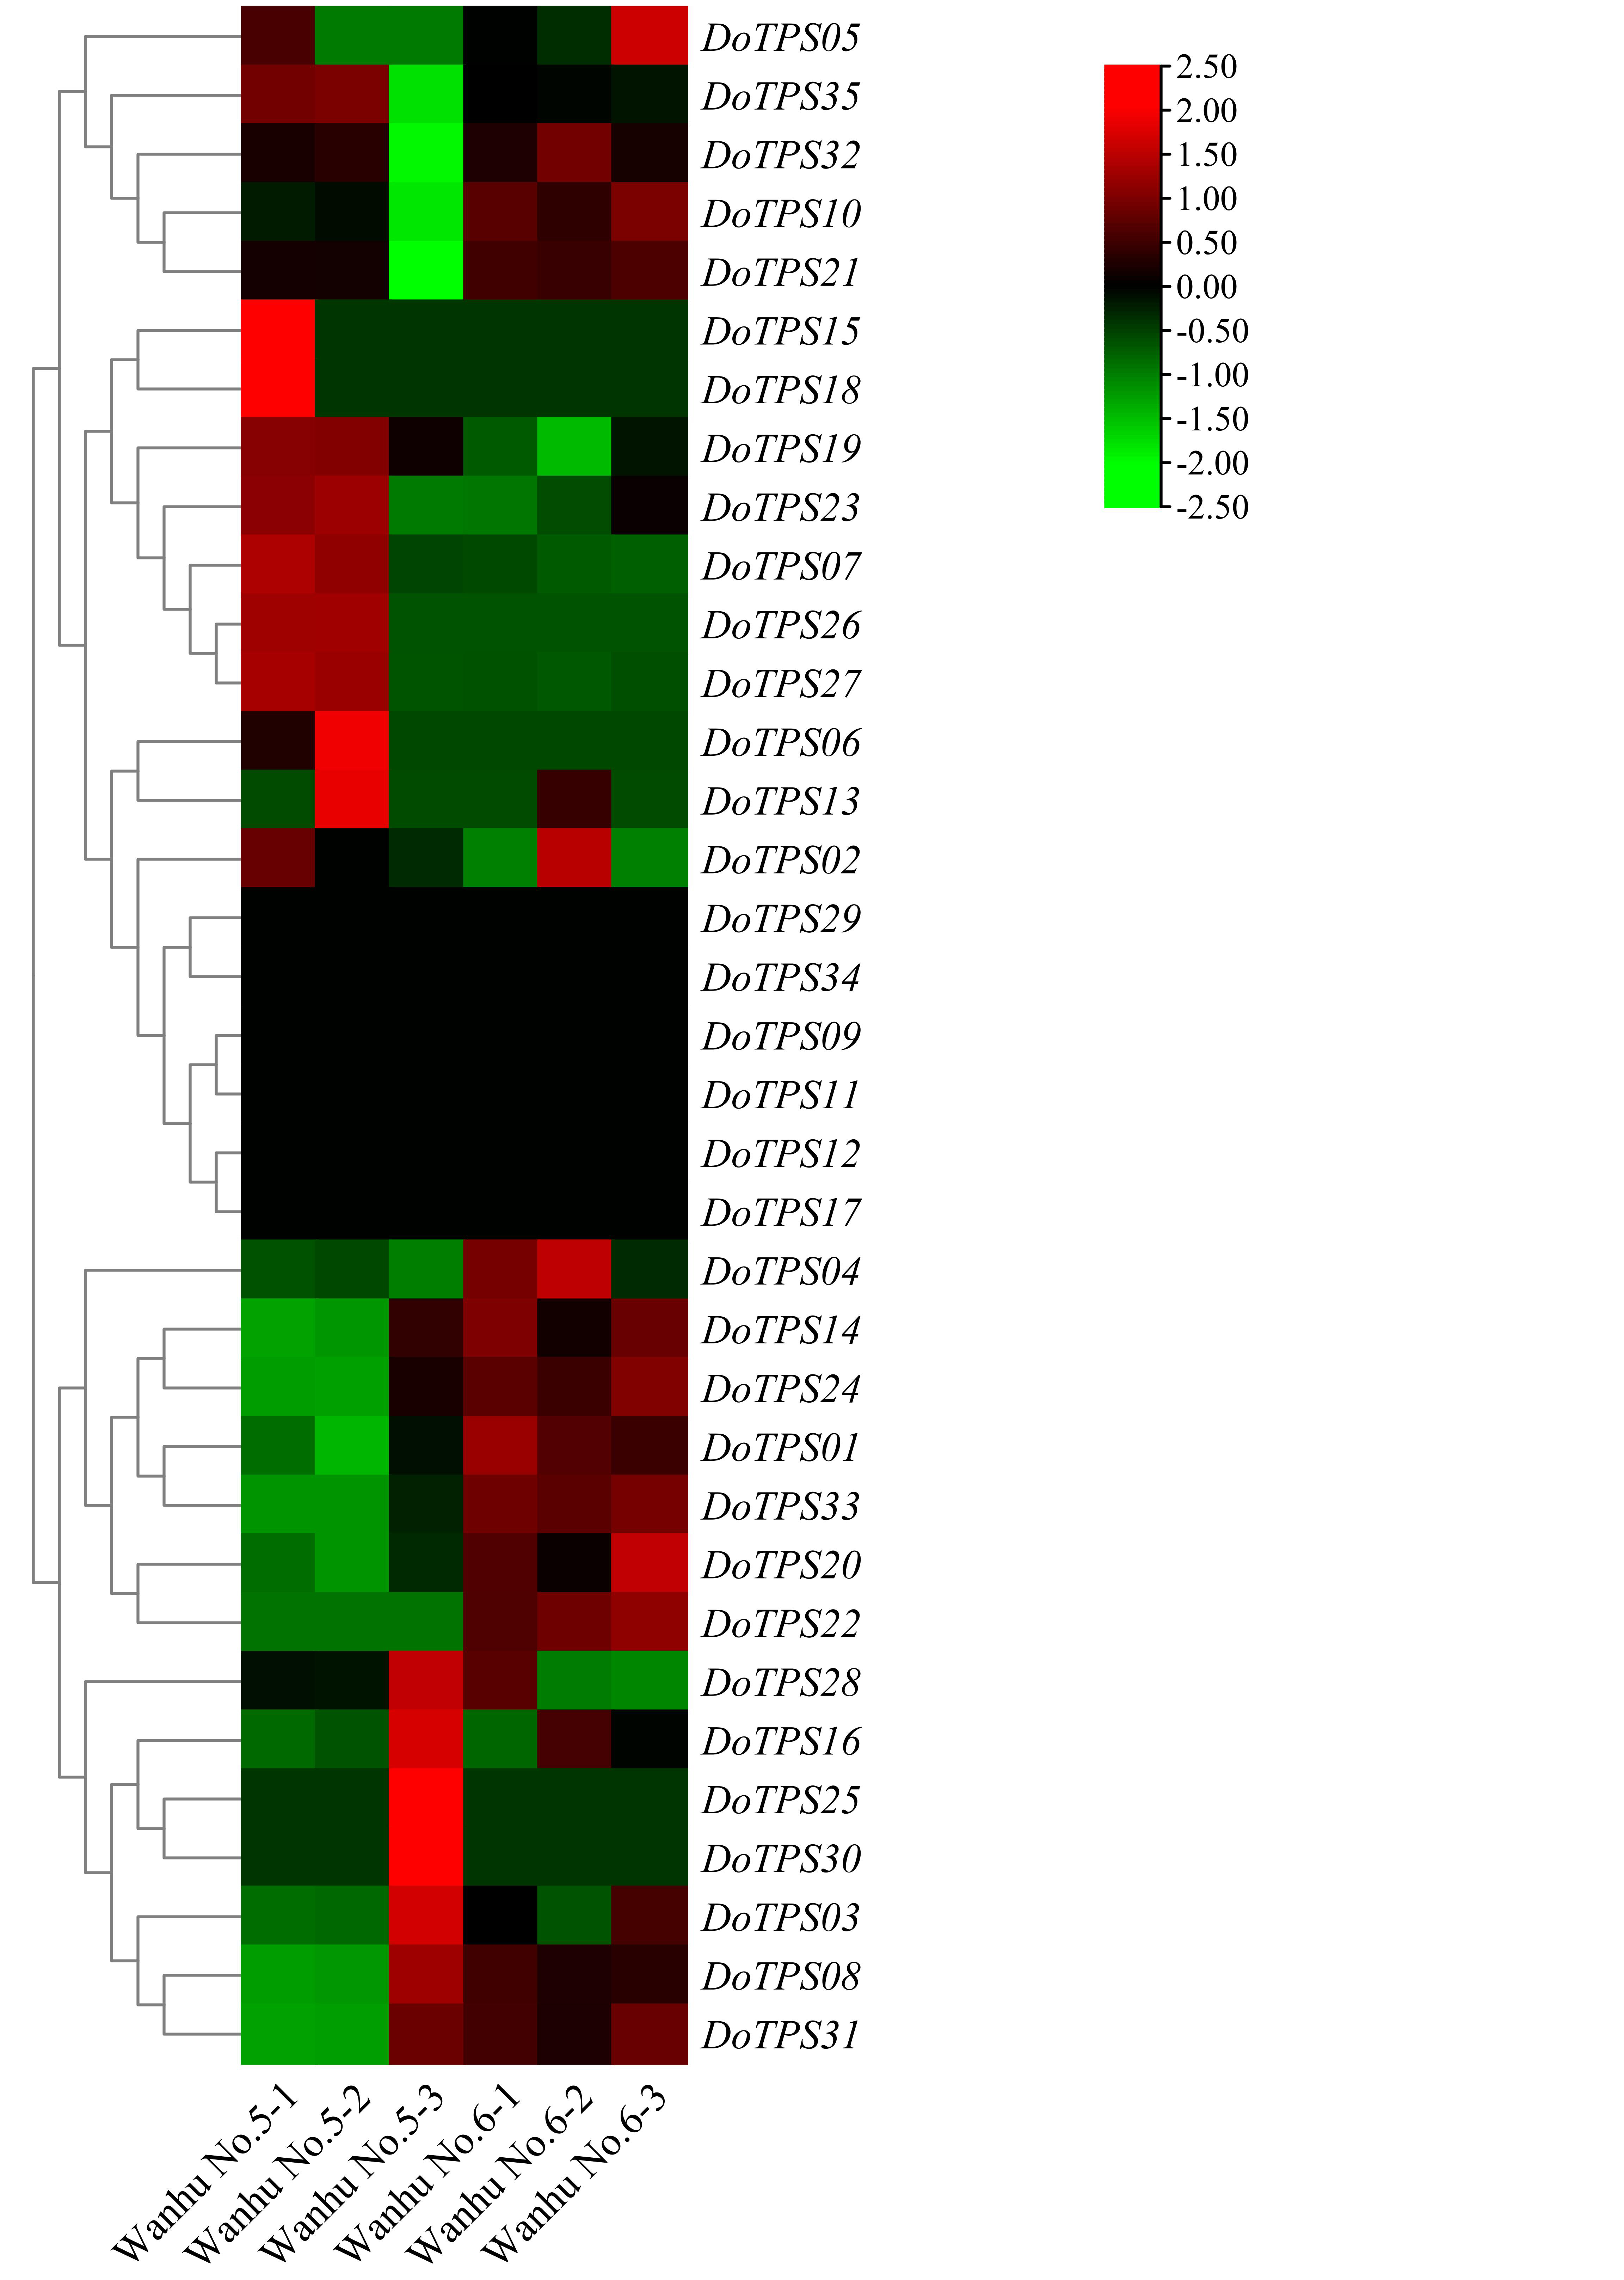 DoTPS05
DoTPS35
DoTPS32
DoTPS10
DoTPS21
DoTPS15
DoTPS18
DoTPS19
DoTPS23
DoTPS07
DoTPS26
DoTPS27
DoTPS06
DoTPS13
DoTPS02
DoTPS29
DoTPS34
DoTPS09
DoTPS11
DoTPS12
DoTPS17
DoTPS04
DoTPS14
DoTPS24
DoTPS01
DoTPS33
DoTPS20
DoTPS22
DoTPS28
DoTPS16
DoTPS25
DoTPS30
DoTPS03
DoTPS08
DoTPS31
Wanhu No.5-1
Wanhu No.5-2
Wanhu No.5-3
Wanhu No.6-1
Wanhu No.6-2
Wanhu No.6-3
2.50
2.00
1.50
1.00
0.50
0.00
-0.50
-1.00
-1.50
-2.00
-2.50